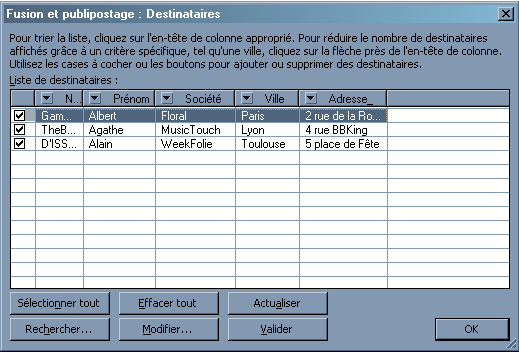 Fusion et publipostage : Destinataires
Pour trier la liste, cliquez sur l'en-tête de colonne approprié. Pour réduire le nombre de destinataires
affichés grâce à un critère spécifique, tel qu'une ville, cliquez sur la flèche près de l'en-tête de colonne.
Utilisez les cases à cocher ou les boutons pour ajouter ou supprimer des destinataires.
Liste de destinataires :
N... Prénom Société Ville Adresse_
Gam... Albert Floral Paris 2 rue de la Ro...
TheB... Agathe MusicTouch Lyon 4 rue BBKing
D'ISS... Alain WeekFolie Toulouse 5 place de Fête
Sélectionner tout Effacer tout Actualiser
Rechercher... Modifier... Valider OK